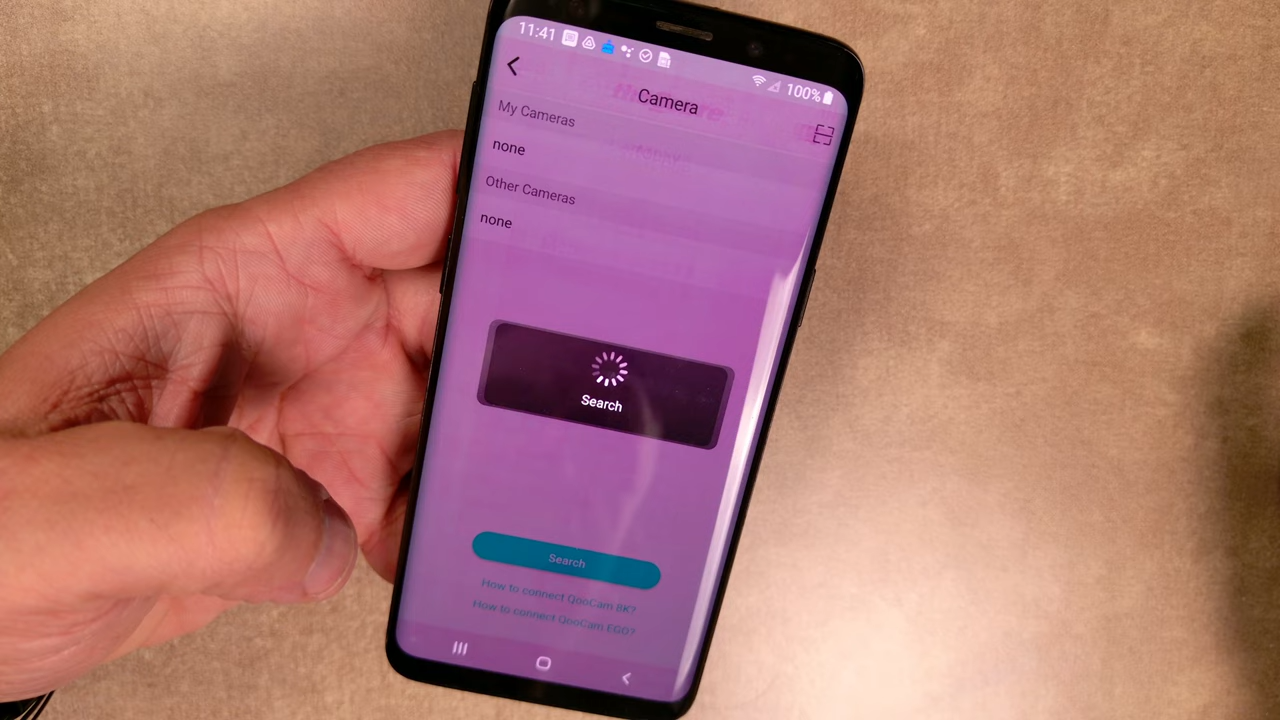 11:41
100%
Camera
My Cameras
none
Other Cameras
none
Search
Search
How to connect QooCam 8K?
How to connect QooCam EGO?